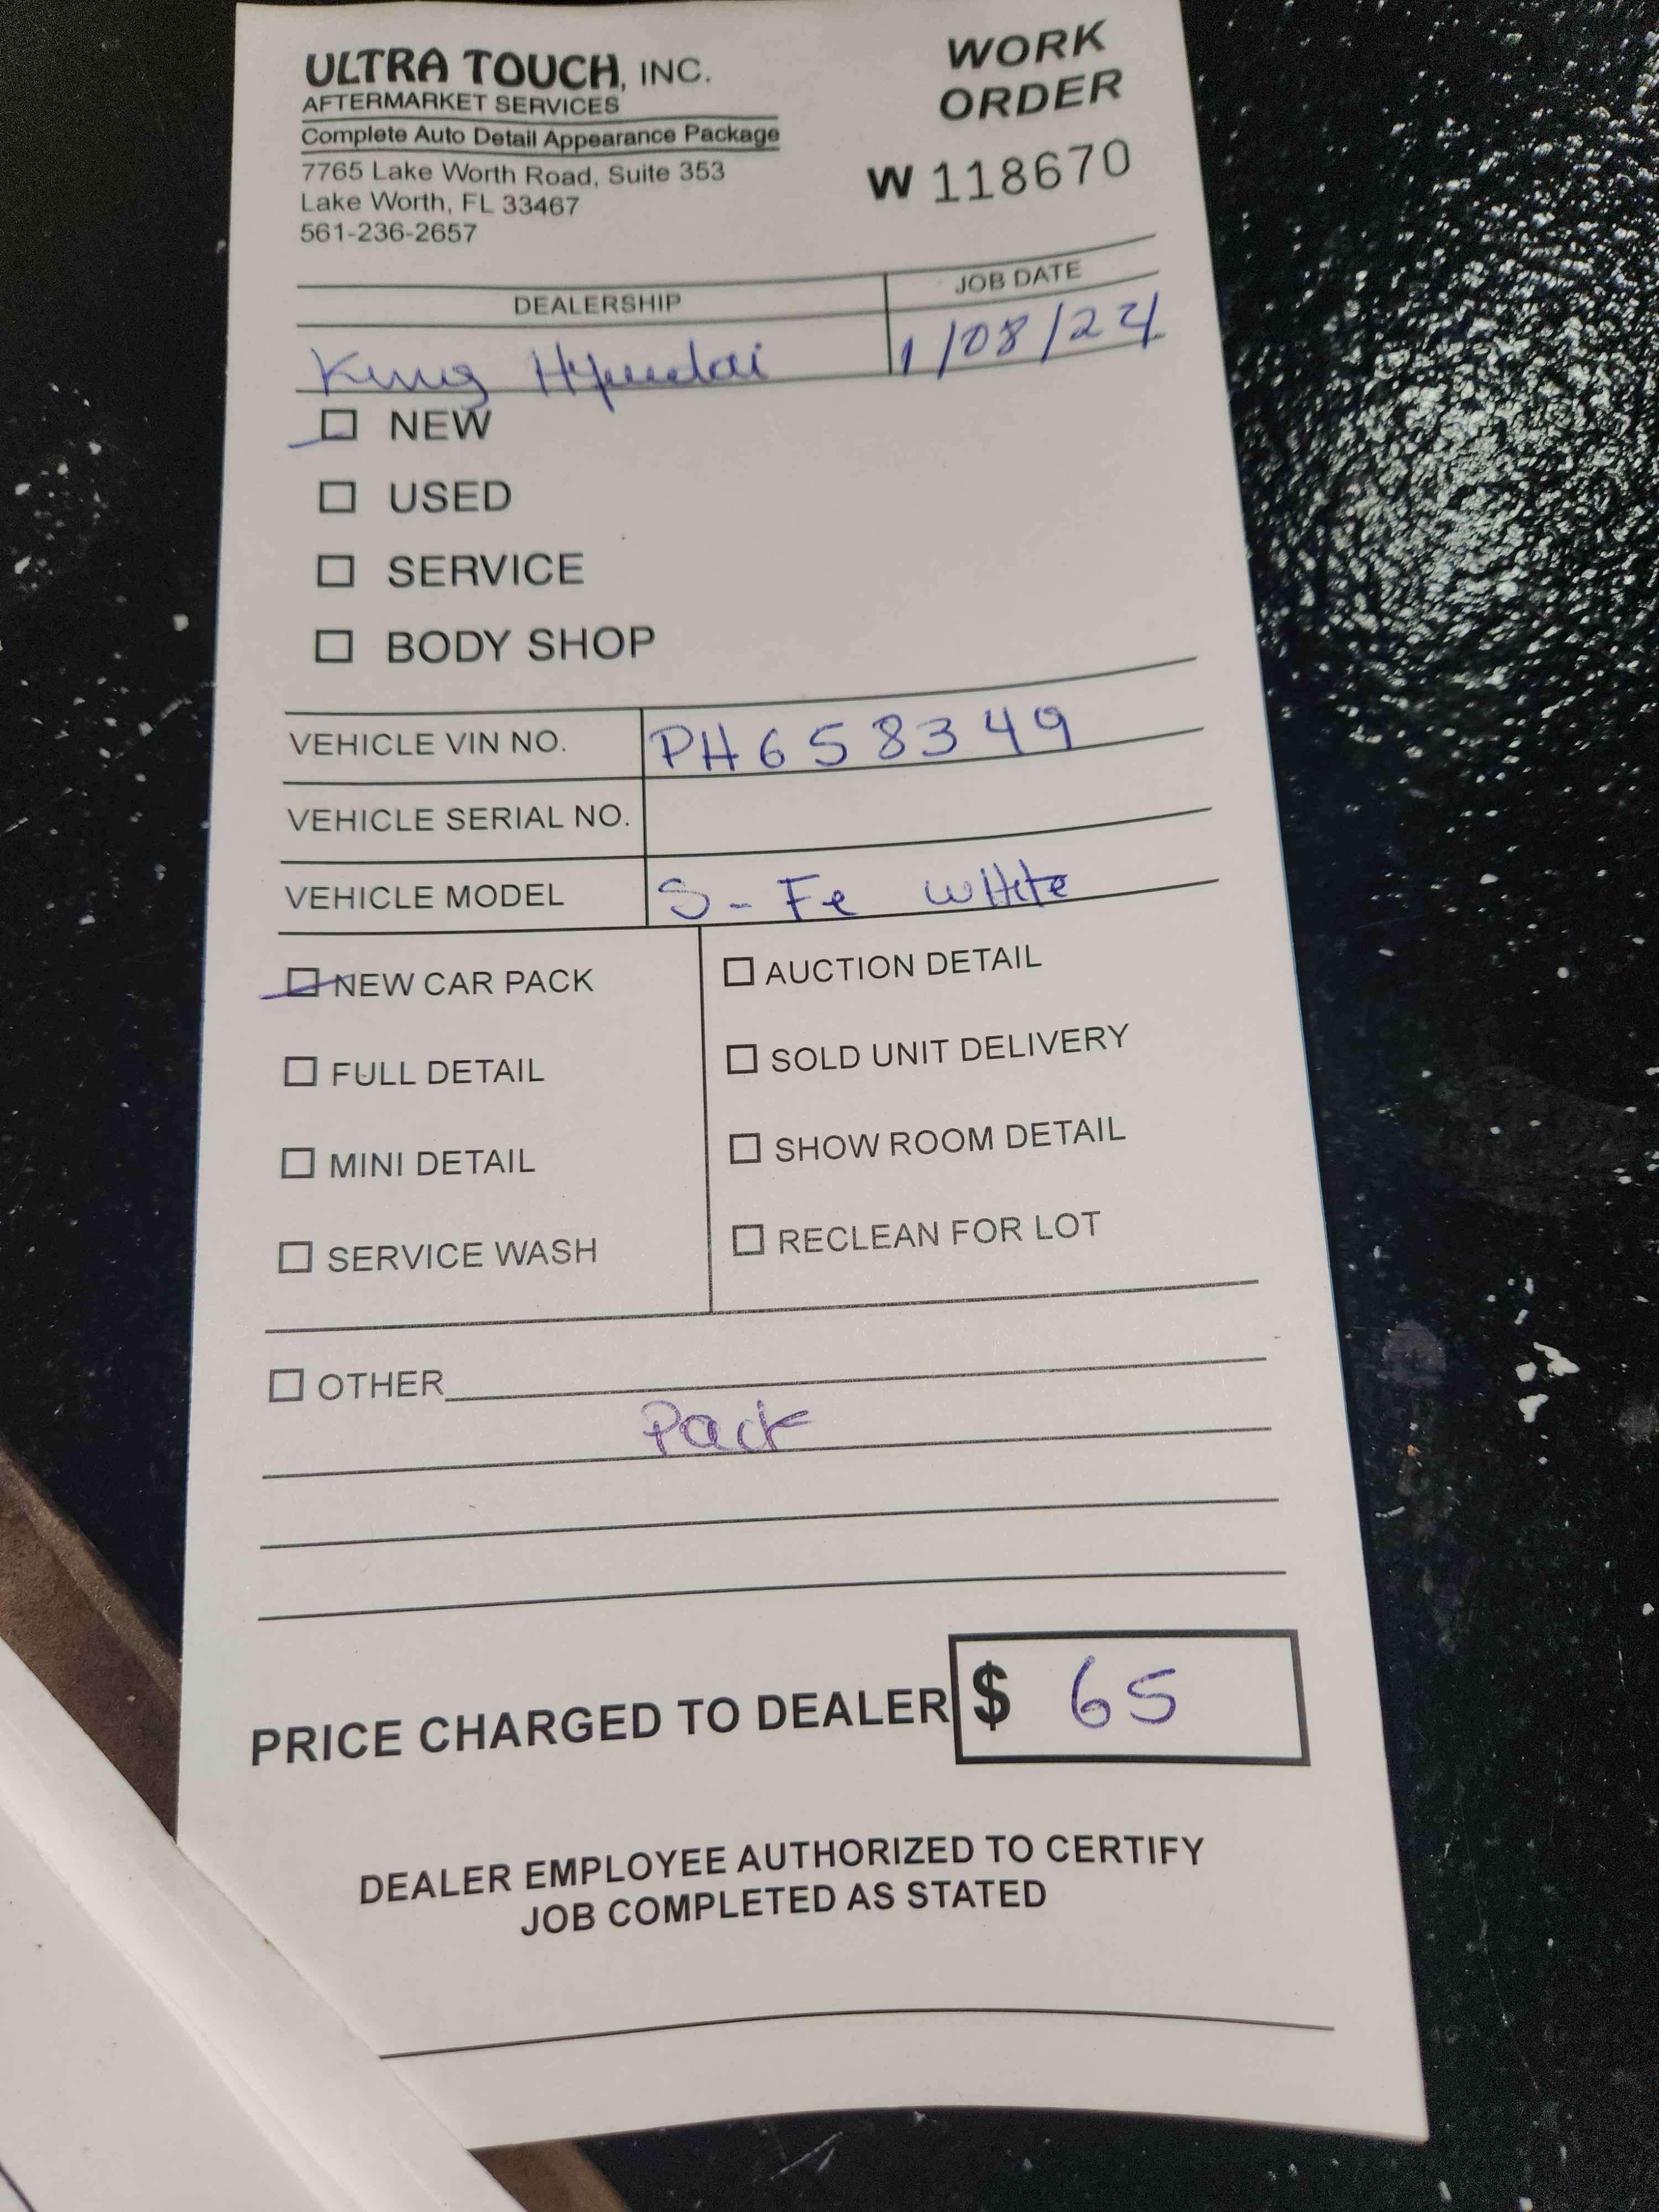 ULTRA TOUCH, INC.
AFTERMARKET SERVICES
Complete Auto Detail Appearance Package
7765 Lake Worth Road, Suite 353
Lake Worth, FL 33467
561-236-2657
WORK
ORDER
W 118670
DEALERSHIP
JOB DATE
King Hyundai
1/08/24
NEW
USED
SERVICE
BODY SHOP
VEHICLE VIN NO. PH658349
VEHICLE SERIAL NO.
VEHICLE MODEL S-Fe White
NEW CAR PACK
FULL DETAIL
MINI DETAIL
SERVICE WASH
AUCTION DETAIL
SOLD UNIT DELIVERY
SHOW ROOM DETAIL
RECLEAN FOR LOT
OTHER
Pack
PRICE CHARGED TO DEALER $ 65
DEALER EMPLOYEE AUTHORIZED TO CERTIFY
JOB COMPLETED AS STATED